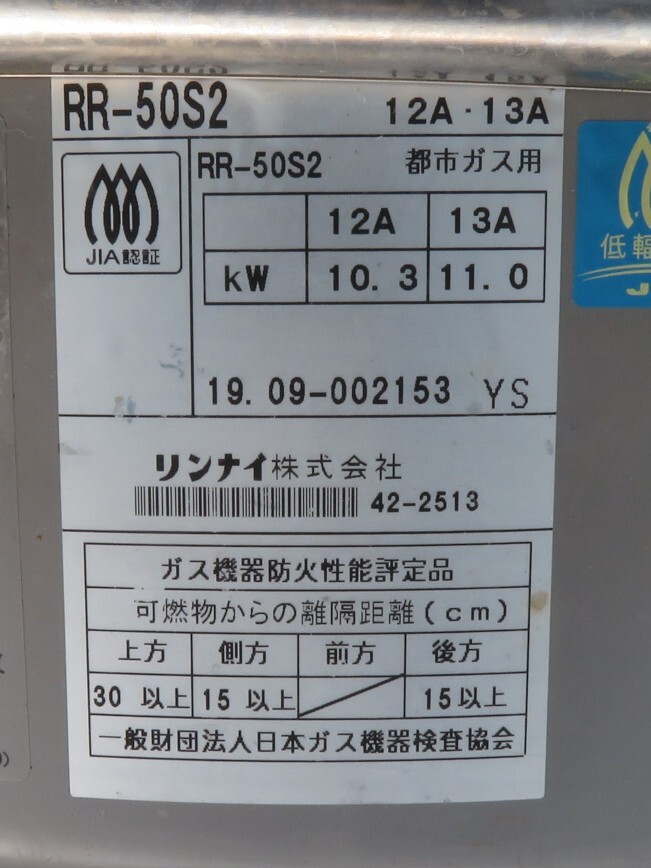 RR-50S2 12A・13A
JIA認証
RR-50S2 都市ガス用
12A 13A
kW 10.3 11.0
19.09-002153 YS
リンナイ株式会社
42-2513
ガス機器防火性能評定品
可燃物からの離隔距離(cm)
上方 側方 前方 後方
30 以上 15 以上 15以上
一般財団法人日本ガス機器検査協会
低輻